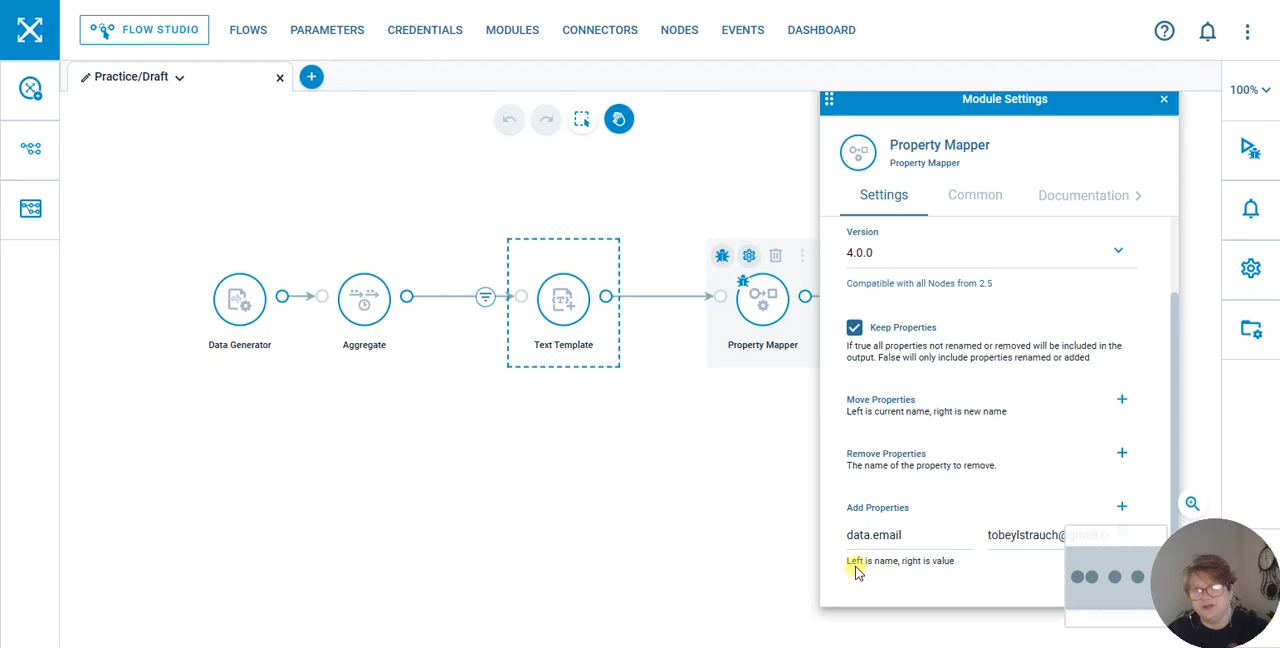 FLOW STUDIO
FLOWS
PARAMETERS
CREDENTIALS
MODULES
CONNECTORS
NODES
EVENTS
DASHBOARD
Practice/Draft
100%
Module Settings
Property Mapper
Property Mapper
Settings
Common
Documentation
Version
4.0.0
Compatible with all Nodes from 2.5
Keep Properties
If true all properties not renamed or removed will be included in the
output. False will only include properties renamed or added
Move Properties
Left is current name, right is new name
Remove Properties
The name of the property to remove.
Add Properties
data.email
tobeylstrauch@gmail.co
Left is name, right is value
Data Generator
Aggregate
Text Template
Property Mapper